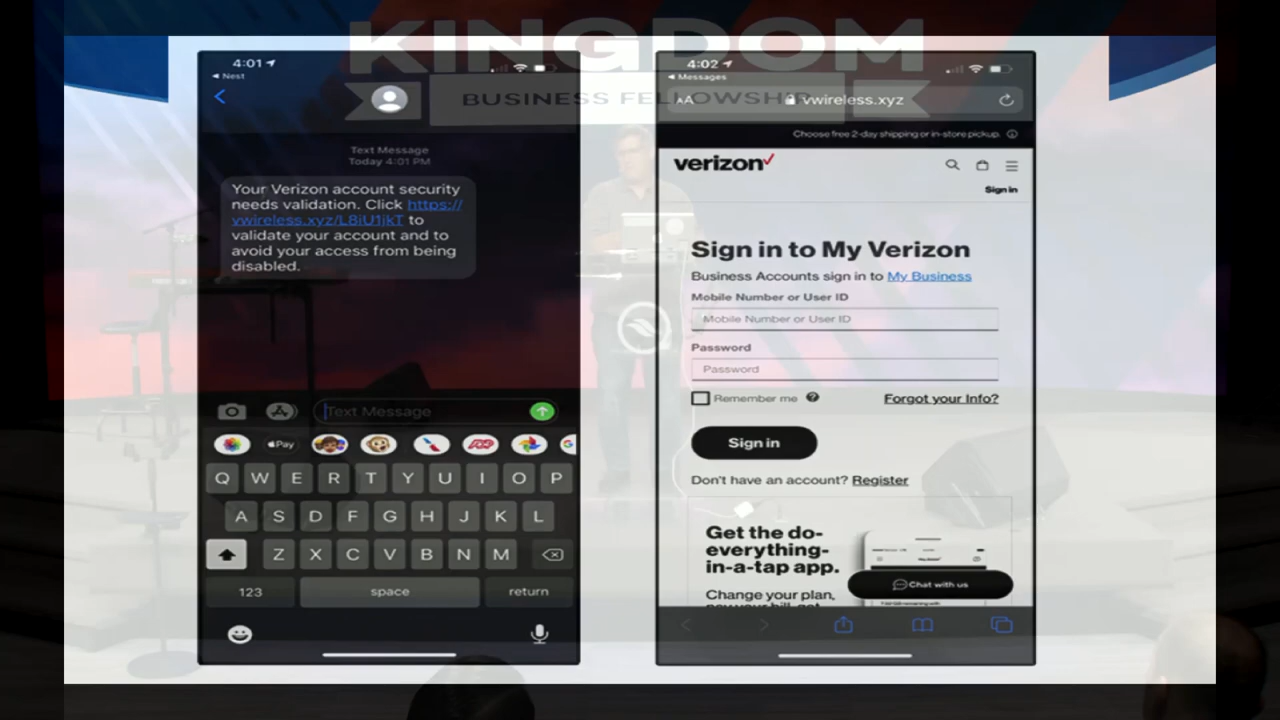 KINGDOM
BUSINESS FELLOWSHIP
4:01
Nest
Text Message
Today 4:01 PM
Your Verizon account security
needs validation. Click https://
vwireless.xyz/L8iU1jkT to
validate your account and to
avoid your access from being
disabled.
Text Message
Pay
Q W E R T Y U I O P
A S D F G H J K L
Z X C V B N M
123 space return
4:02
Messages
AA vwireless.xyz
Choose free 2-day shipping or in-store pickup.
verizon
Sign in
Sign in to My Verizon
Business Accounts sign in to My Business
Mobile Number or User ID
Mobile Number or User ID
Password
Password
Remember me Forgot your Info?
Sign in
Don't have an account? Register
Get the do-
everything-
in-a-tap app.
Chat with us
Change your plan,